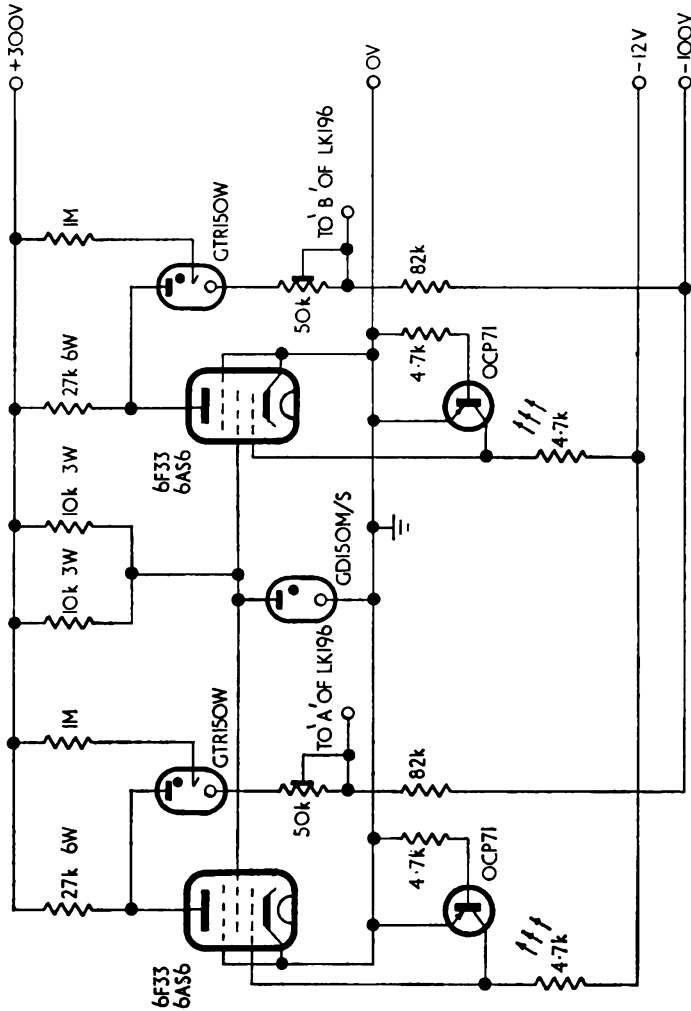 +300V
27k 6W
1M
10k 3W
10k 3W
27k 6W
1M
GTR150W
GTR150W
6F33
6AS6
6F33
6AS6
50k
TO 'A' OF LK196
GD150M/S
50k
TO 'B' OF LK196
0V
82k
82k
4·7k
OCP71
4·7k
OCP71
4·7k
4·7k
-12V
-100V